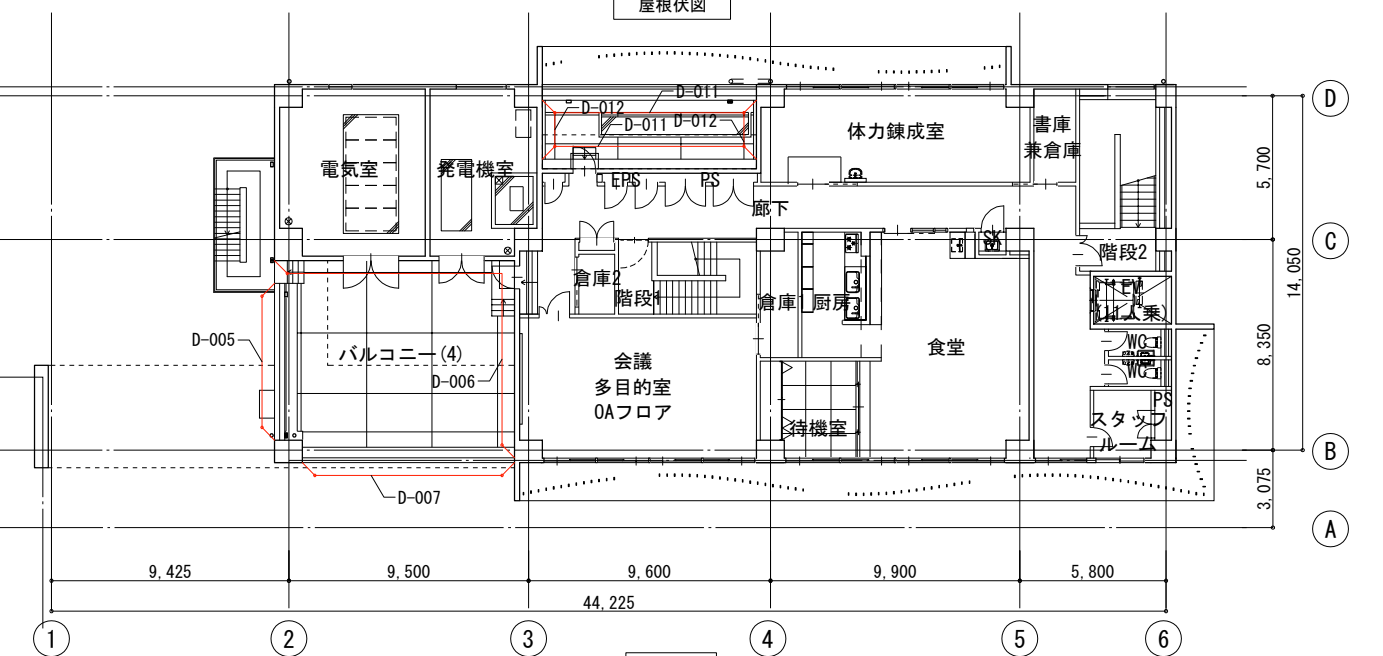 屋根伏図
D-011
D-012
D-011
D-012
体力錬成室
書庫
兼倉庫
電気室
発電機室
EPS
PS
廊下
SK
階段2
倉庫2
階段1
倉庫1
厨房
EV
(11人乗)
WC
WC
バルコニー(4)
会議
多目的室
OAフロア
食堂
待機室
PS
スタッフ
ルーム
D-005
D-006
D-007
D
C
B
A
5,700
8,350
3,075
14,050
9,425
9,500
9,600
9,900
5,800
44,225
1
2
3
4
5
6